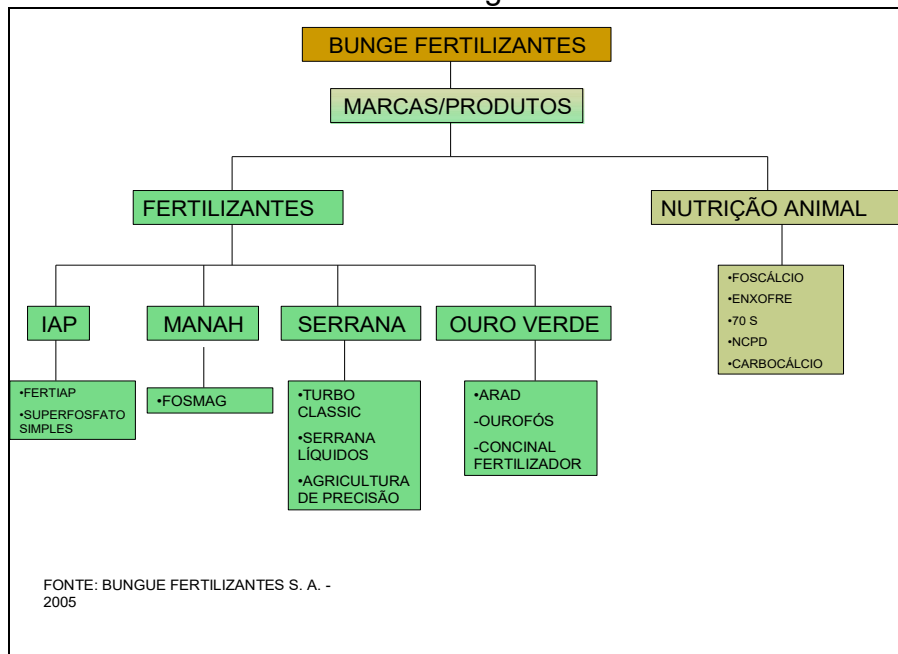 BUNGE FERTILIZANTES
MARCAS/PRODUTOS
FERTILIZANTES
NUTRIÇÃO ANIMAL
IAP
MANAH
SERRANA
OURO VERDE
•FOSCÁLCIO
•ENXOFRE
•70 S
•NCPD
•CARBOCÁLCIO
•FERTIAP
•SUPERFOSFATO
SIMPLES
•FOSMAG
•TURBO
CLASSIC
•SERRANA
LÍQUIDOS
•AGRICULTURA
DE PRECISÃO
•ARAD
-OUROFÓS
-CONCINAL
FERTILIZADOR
FONTE: BUNGUE FERTILIZANTES S. A. -
2005